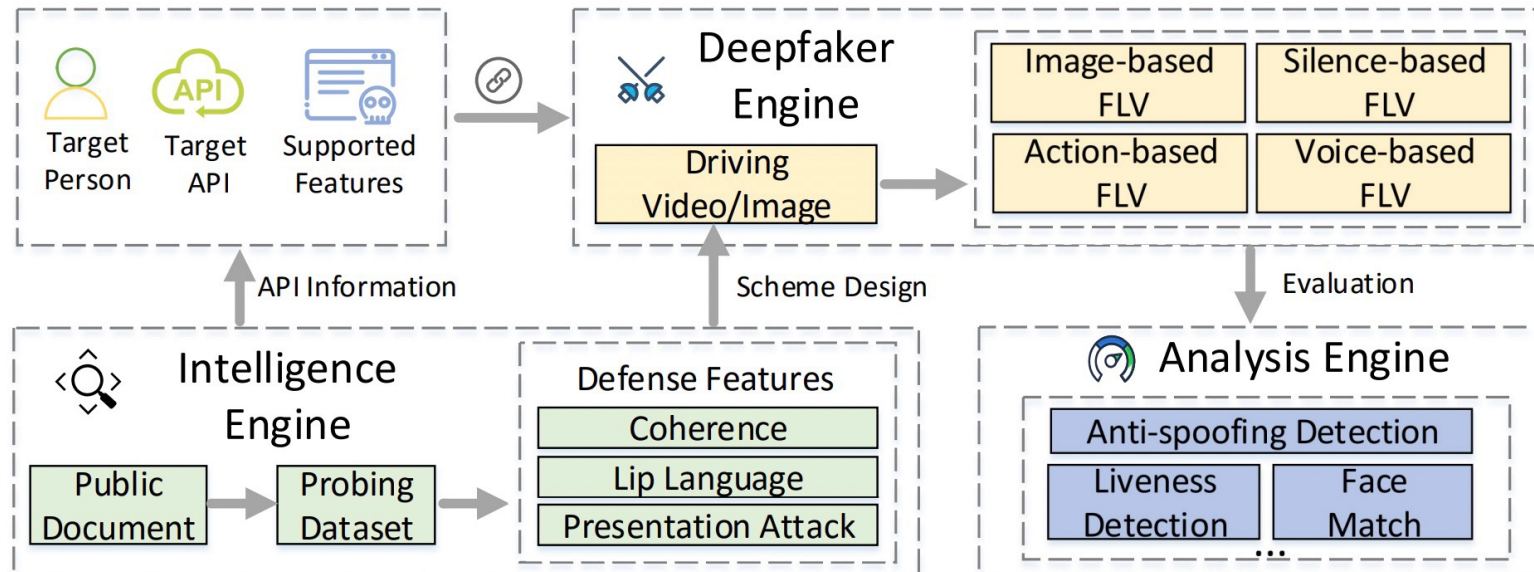 Target
Person
API
Target
API
Supported
Features
Deepfaker
Engine
Driving
Video/Image
Image-based
FLV
Silence-based
FLV
Action-based
FLV
Voice-based
FLV
API Information
Scheme Design
Evaluation
Intelligence
Engine
Public
Document
Probing
Dataset
Defense Features
Coherence
Lip Language
Presentation Attack
Analysis Engine
Anti-spoofing Detection
Liveness
Detection
Face
Match
...